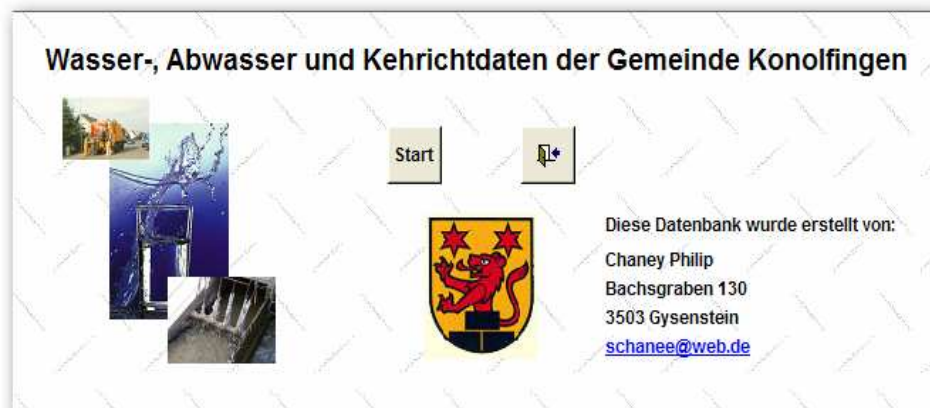 Wasser-, Abwasser und Kehrichtdaten der Gemeinde Konolfingen
Start
Diese Datenbank wurde erstellt von:
Chaney Philip
Bachsgraben 130
3503 Gysenstein
schanee@web.de